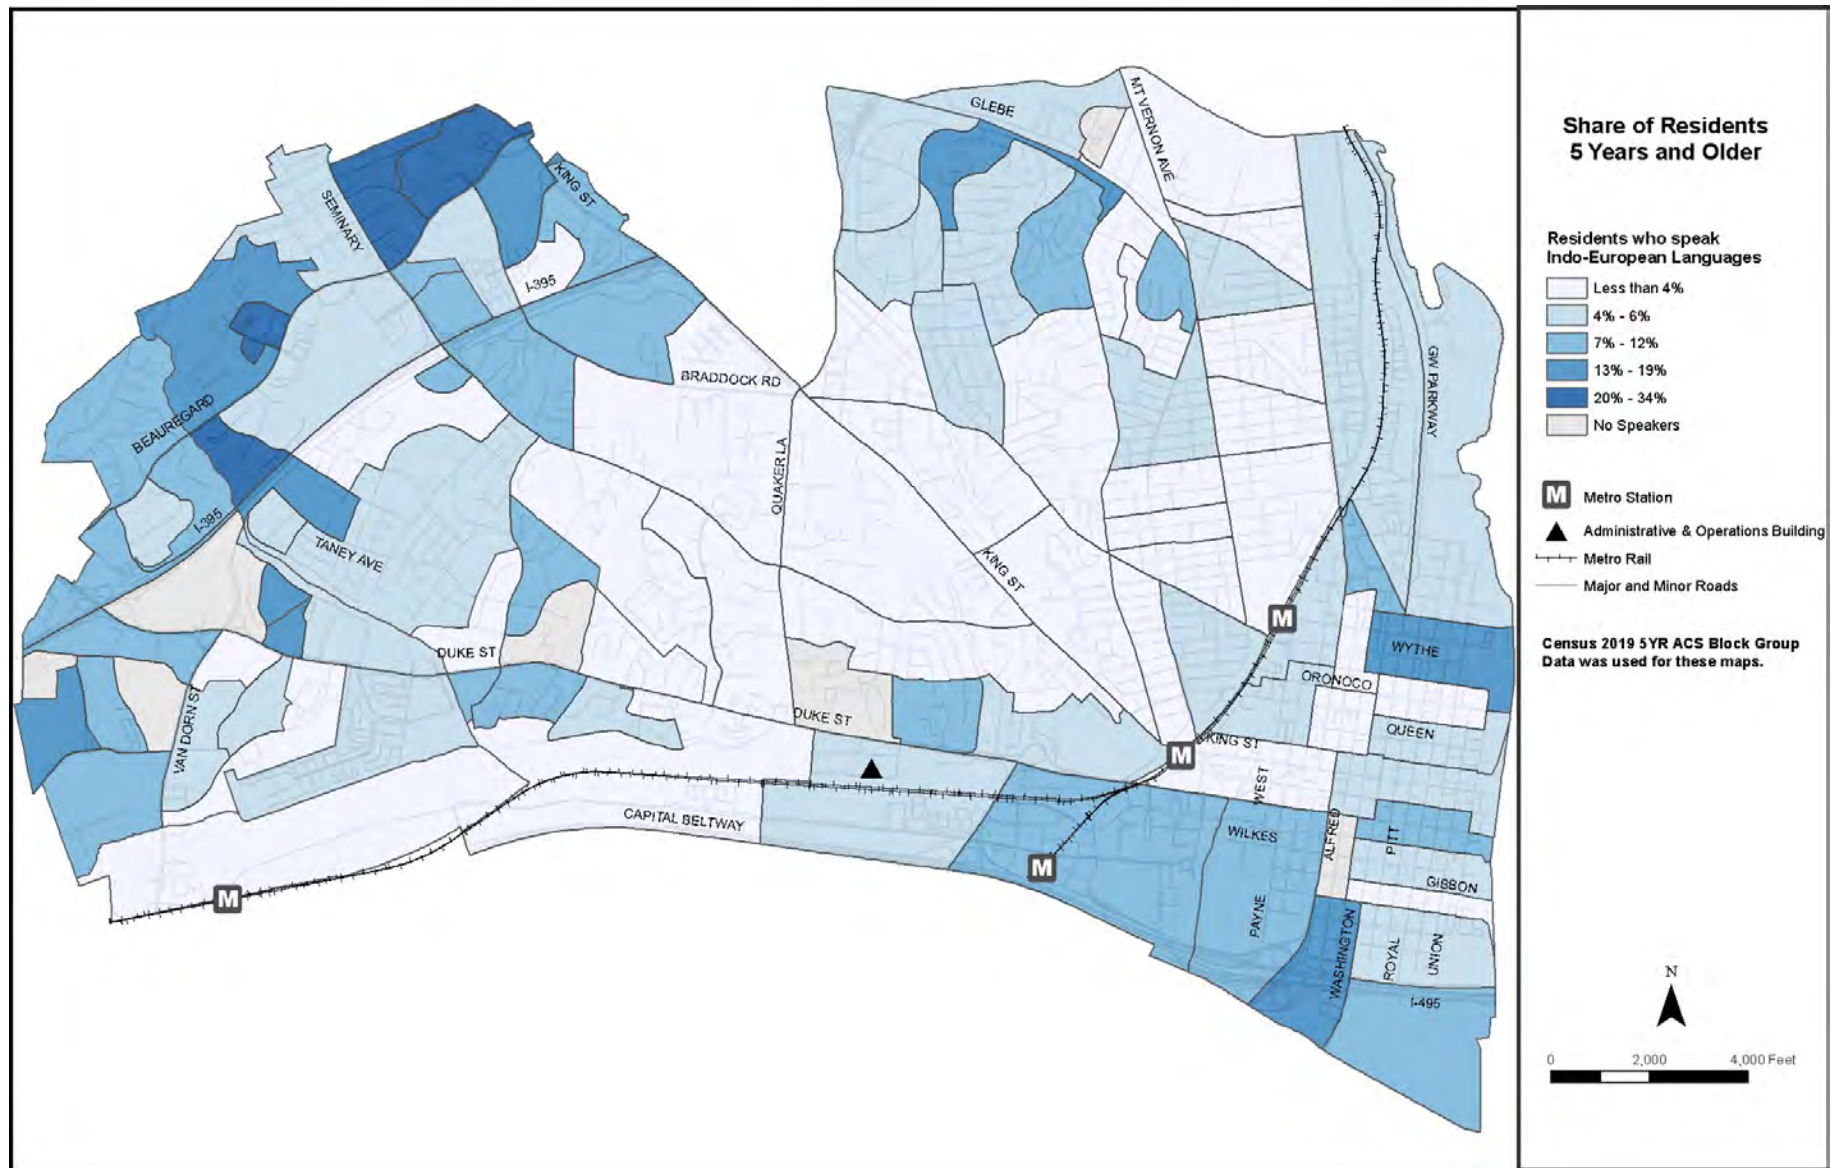 GLEBE
MT VERNON AVE
KING ST
SEMINARY
I-395
GW PARKWAY
BRADDOCK RD
BEAUREGARD
QUAKER LA
I-395
TANEY AVE
KING ST
M
WYTHE
DUKE ST
ORONOCO
VAN DORN ST
DUKE ST
QUEEN
M
KING ST
WEST
CAPITAL BELTWAY
WILKES
ALFRED
PITT
M
GIBBON
M
PAYNE
WASHINGTON
ROYAL
UNION
I-495
Share of Residents
5 Years and Older
Residents who speak
Indo-European Languages
Less than 4%
4% - 6%
7% - 12%
13% - 19%
20% - 34%
No Speakers
M Metro Station
Administrative & Operations Building
Metro Rail
Major and Minor Roads
Census 2019 5YR ACS Block Group
Data was used for these maps.
N
0 2,000 4,000 Feet